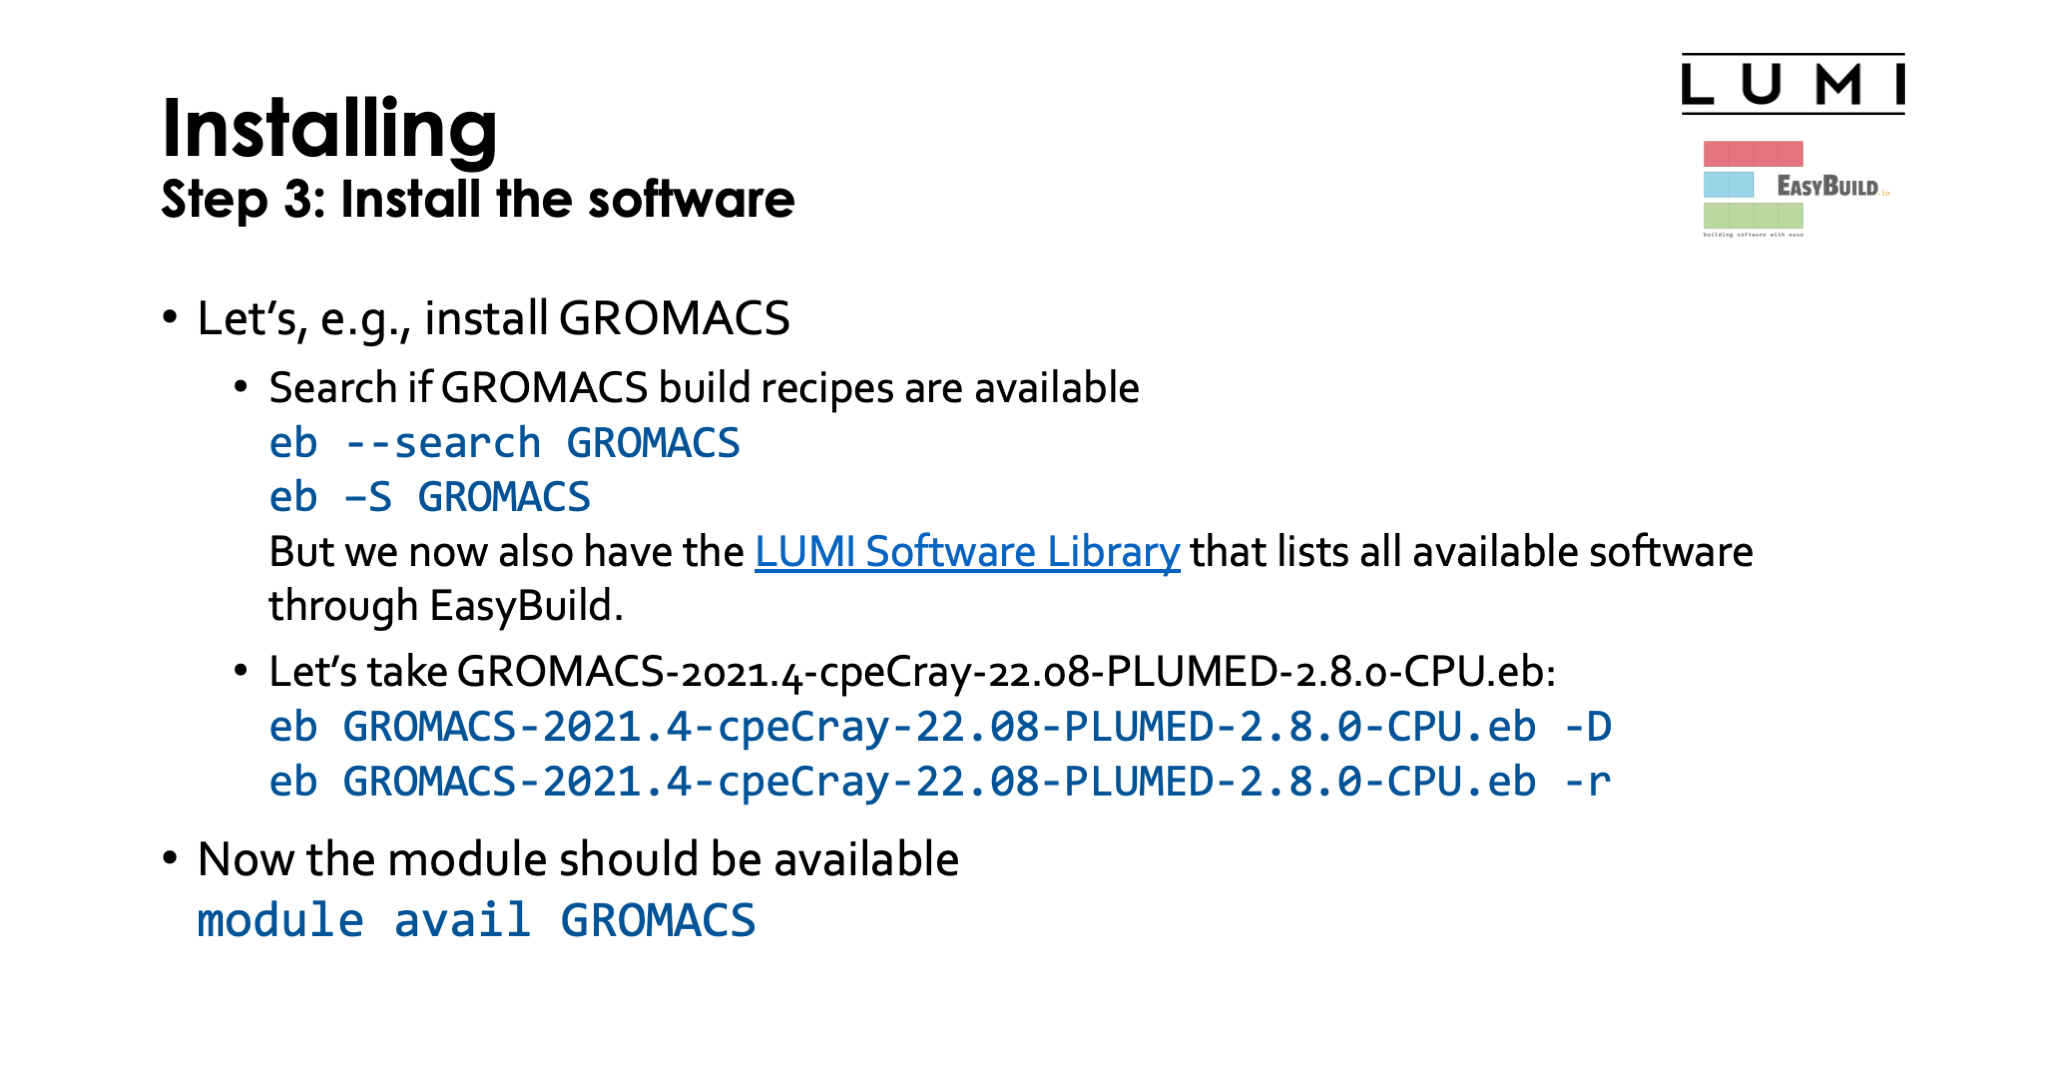 LUMI
EASYBUILD.io
building software with ease
Installing
Step 3: Install the software
• Let’s, e.g., install GROMACS
• Search if GROMACS build recipes are available
eb --search GROMACS
eb –S GROMACS
But we now also have the LUMI Software Library that lists all available software
through EasyBuild.
• Let’s take GROMACS-2021.4-cpeCray-22.08-PLUMED-2.8.0-CPU.eb:
eb GROMACS-2021.4-cpeCray-22.08-PLUMED-2.8.0-CPU.eb -D
eb GROMACS-2021.4-cpeCray-22.08-PLUMED-2.8.0-CPU.eb -r
• Now the module should be available
module avail GROMACS